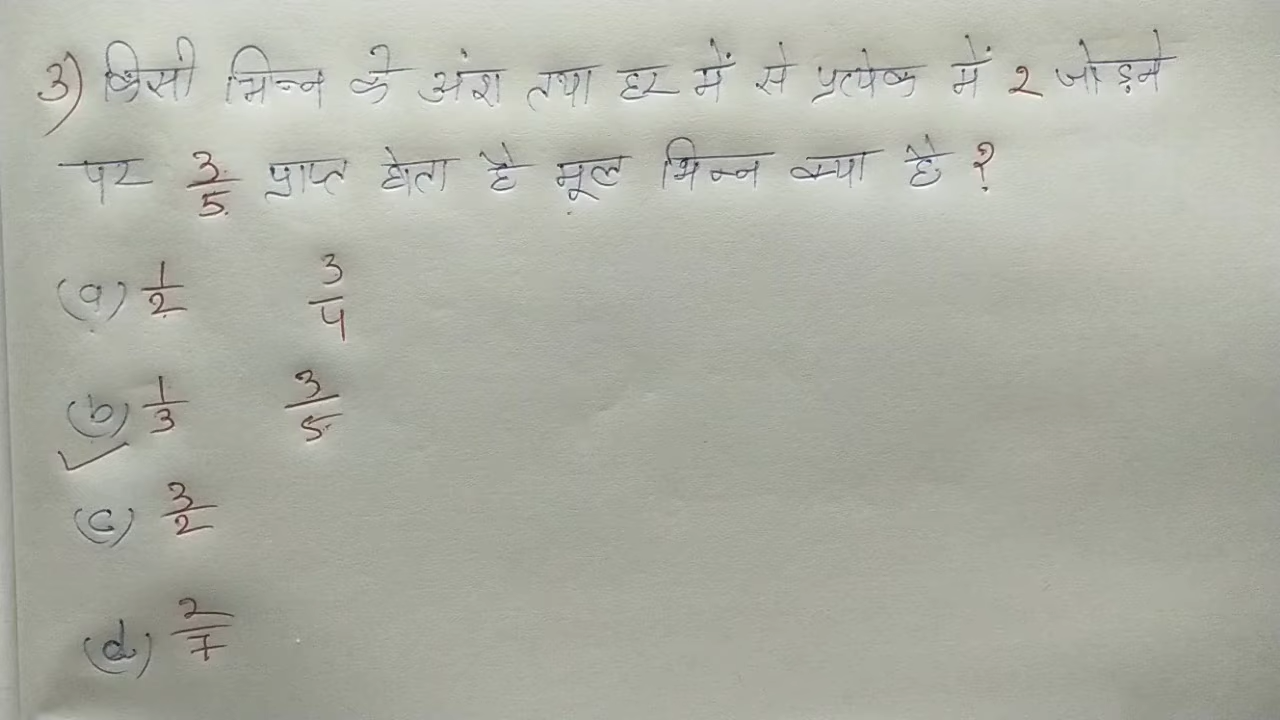 3) किसी भिन्न के अंश तथा हर में से प्रत्येक में 2 जोड़ने
पर 3/5 प्राप्त होता है मूल भिन्न क्या है ?
(a) 1/2 3/4
(b) 1/3 3/5
(c) 3/2
(d) 2/7